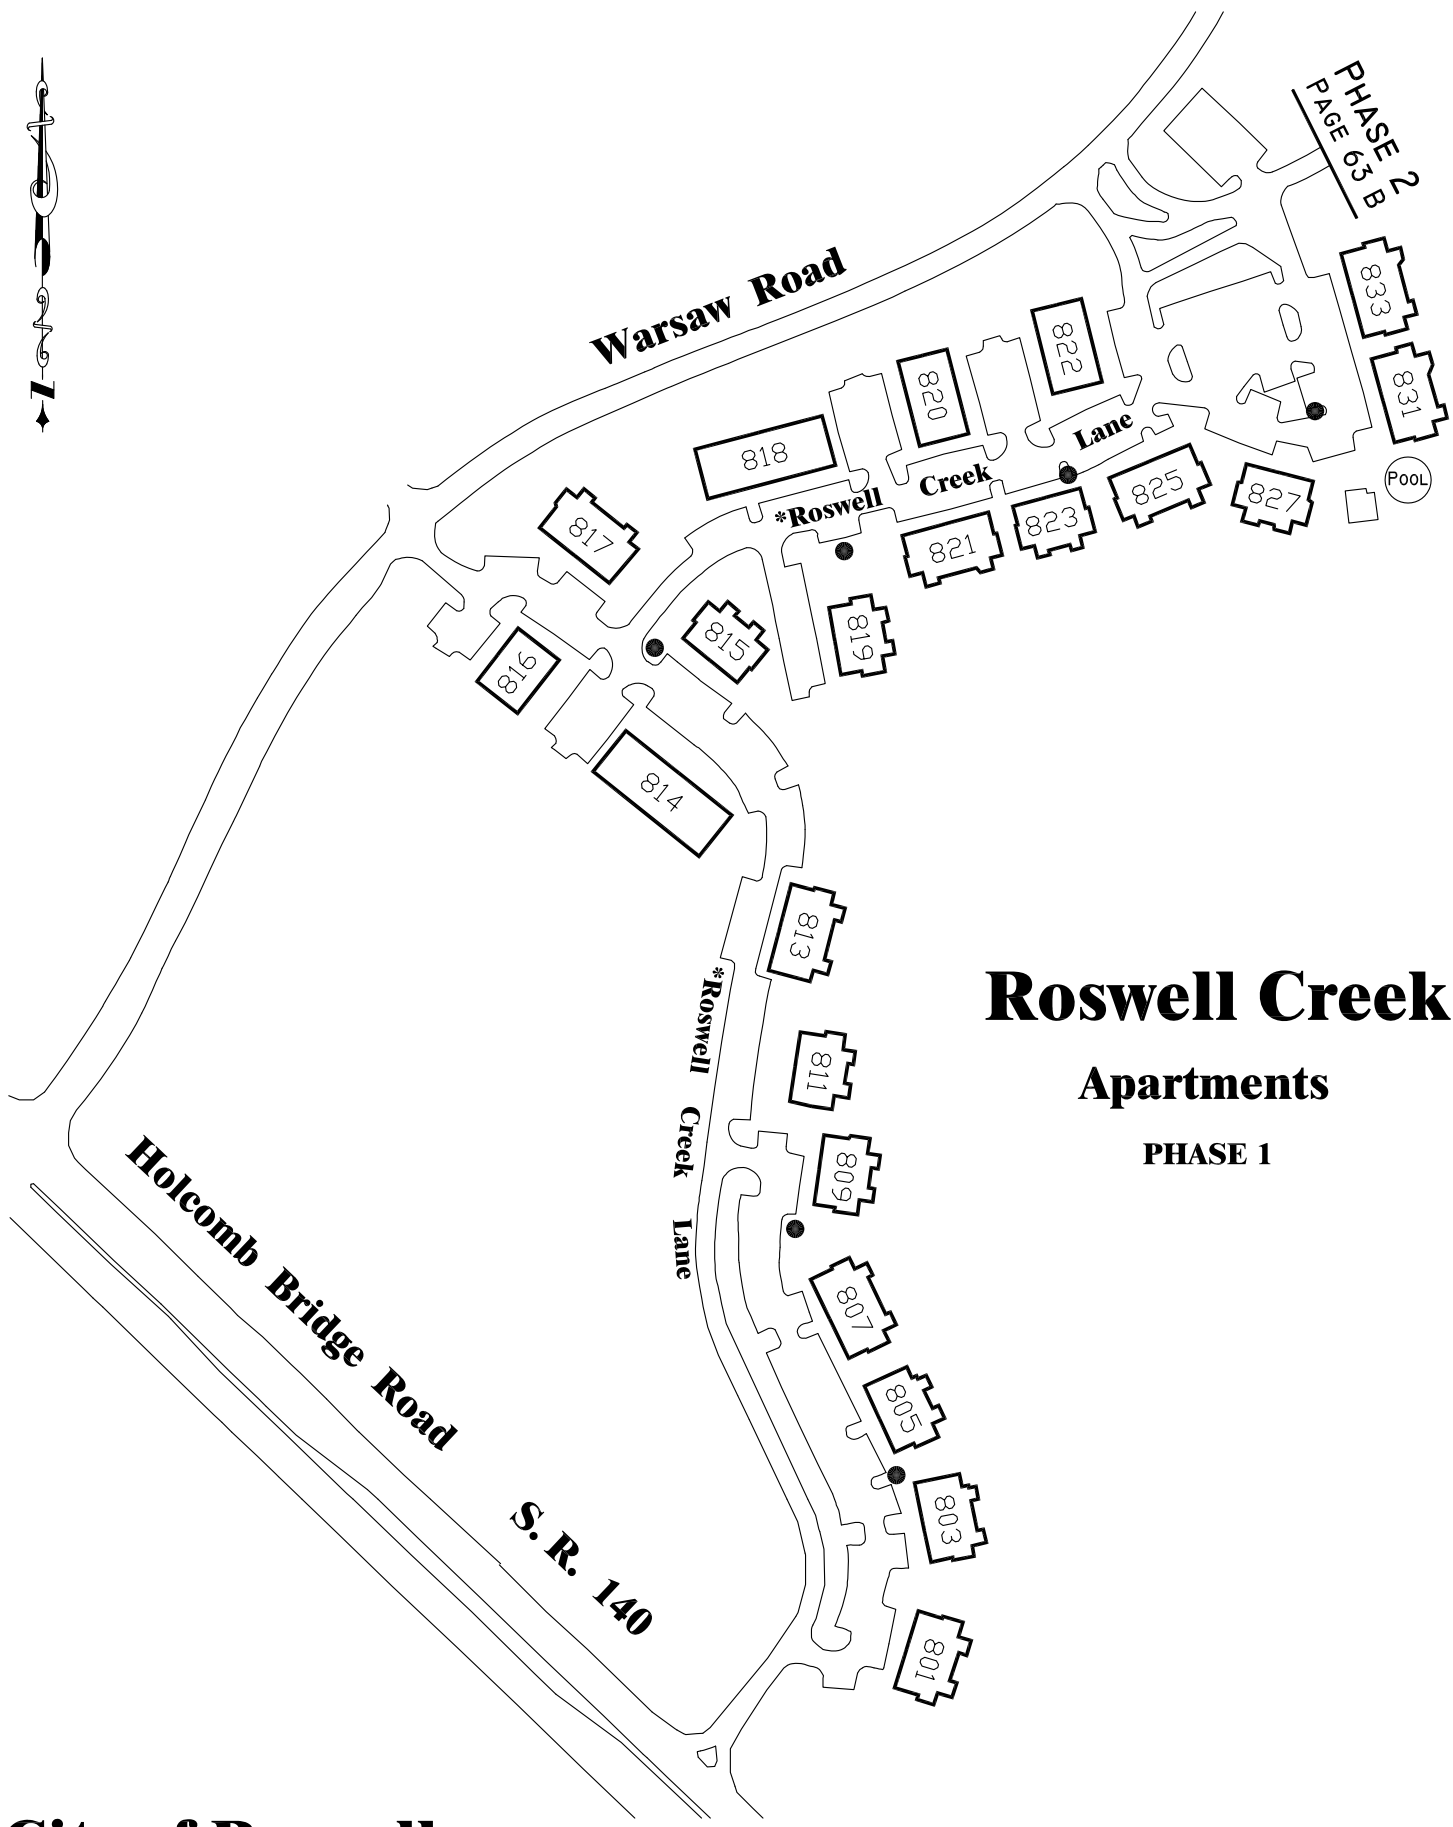 PHASE 2
PAGE 63 B
Warsaw Road
833
831
822
820
818
Lane
Creek
*Roswell
POOL
825
827
823
821
817
815
819
816
814
813
*Roswell
Creek
Lane
Roswell Creek
Apartments
PHASE 1
811
809
807
805
803
801
Holcomb Bridge Road
S. R. 140
N